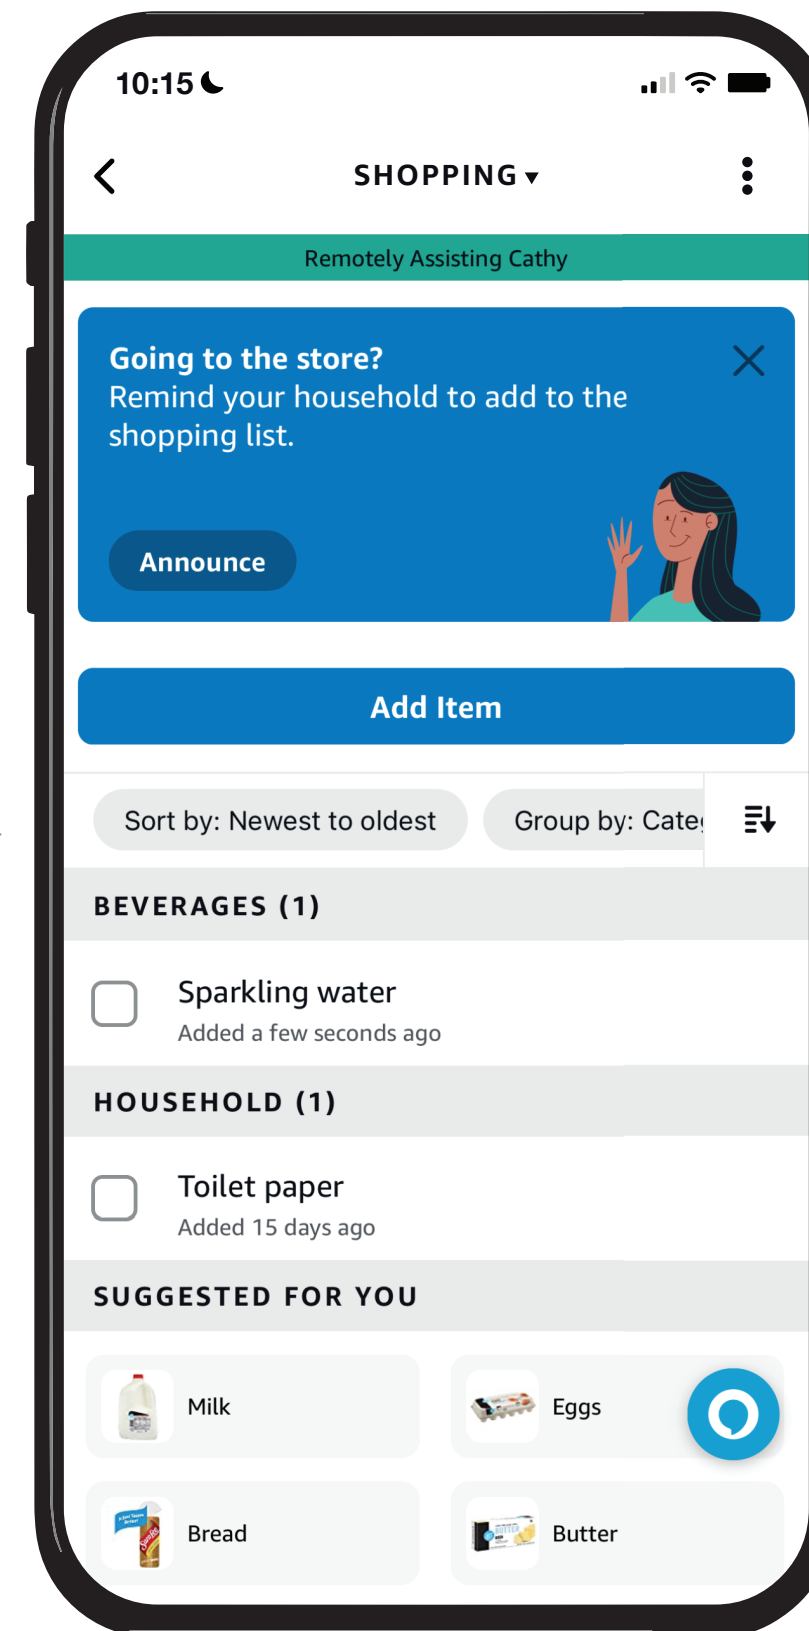 10:15
SHOPPING
Remotely Assisting Cathy
Going to the store?
Remind your household to add to the
shopping list.
Announce
Add Item
Sort by: Newest to oldest
Group by: Cate
BEVERAGES (1)
Sparkling water
Added a few seconds ago
HOUSEHOLD (1)
Toilet paper
Added 15 days ago
SUGGESTED FOR YOU
Milk
Eggs
Bread
BUTTER
Butter